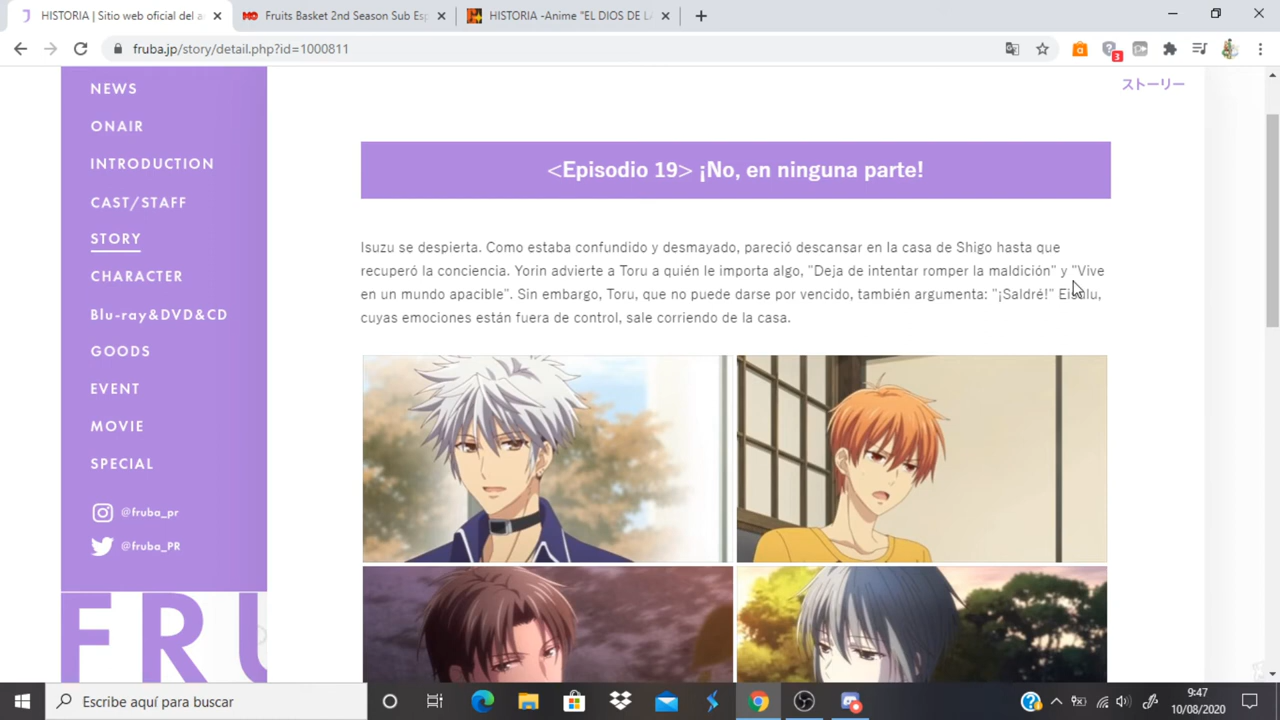 HISTORIA | Sitio web oficial del a
Fruits Basket 2nd Season Sub Esp
HISTORIA -Anime "EL DIOS DE LA
fruba.jp/story/detail.php?id=1000811
3
NEWS
ONAIR
INTRODUCTION
CAST/STAFF
STORY
CHARACTER
Blu-ray&DVD&CD
GOODS
EVENT
MOVIE
SPECIAL
@fruba_pr
@fruba_PR
FRU
ストーリー
<Episodio 19> ¡No, en ninguna parte!
Isuzu se despierta. Como estaba confundido y desmayado, pareció descansar en la casa de Shigo hasta que
recuperó la conciencia. Yorin advierte a Toru a quién le importa algo, "Deja de intentar romper la maldición" y "Vive
en un mundo apacible". Sin embargo, Toru, que no puede darse por vencido, también argumenta: "¡Saldré!"
cuyas emociones están fuera de control, sale corriendo de la casa.
Escribe aquí para buscar
9:47
10/08/2020